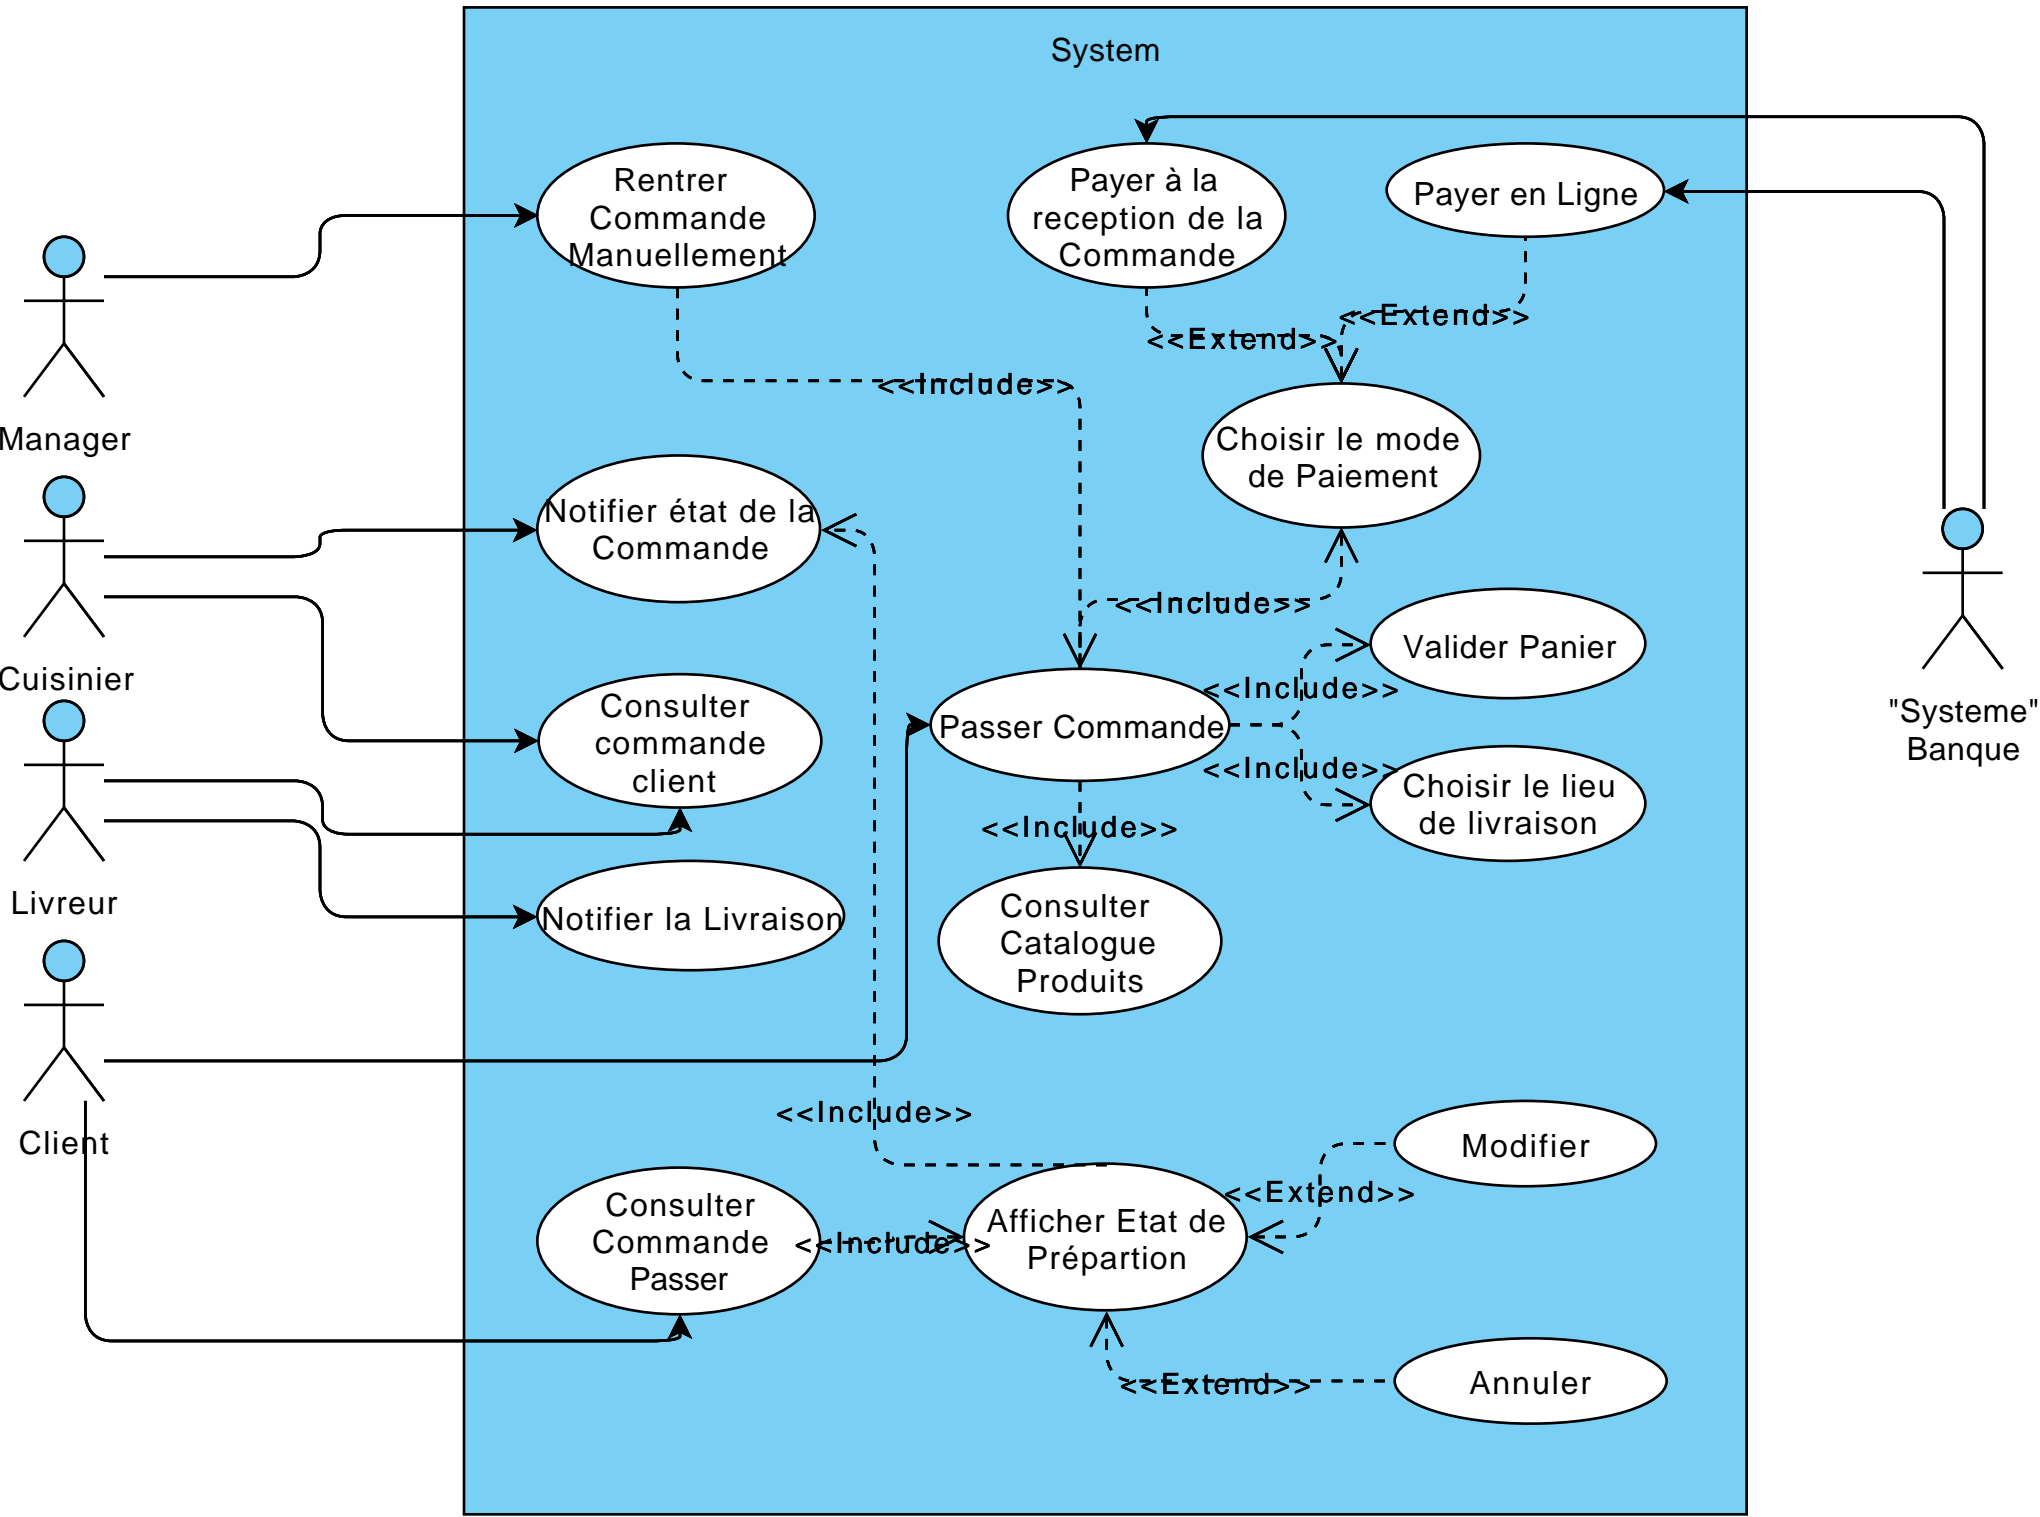 System
Rentrer
Commande
Manuellement
Payer à la
reception de la
Commande
Payer en Ligne
<<Extend>>
<<Extend>>
<<Include>>
Manager
Choisir le mode
de Paiement
Notifier état de la
Commande
<<Include>>
Valider Panier
Cuisinier
Consulter
commande
client
<<Include>>
Passer Commande
"Systeme"
Banque
<<Include>>
Choisir le lieu
de livraison
<<Include>>
Livreur
Notifier la Livraison
Consulter
Catalogue
Produits
<<Include>>
Client
Modifier
<<Extend>>
Consulter
Commande
Passer
<<Include>>
Afficher Etat de
Prépartion
<<Extend>>
Annuler